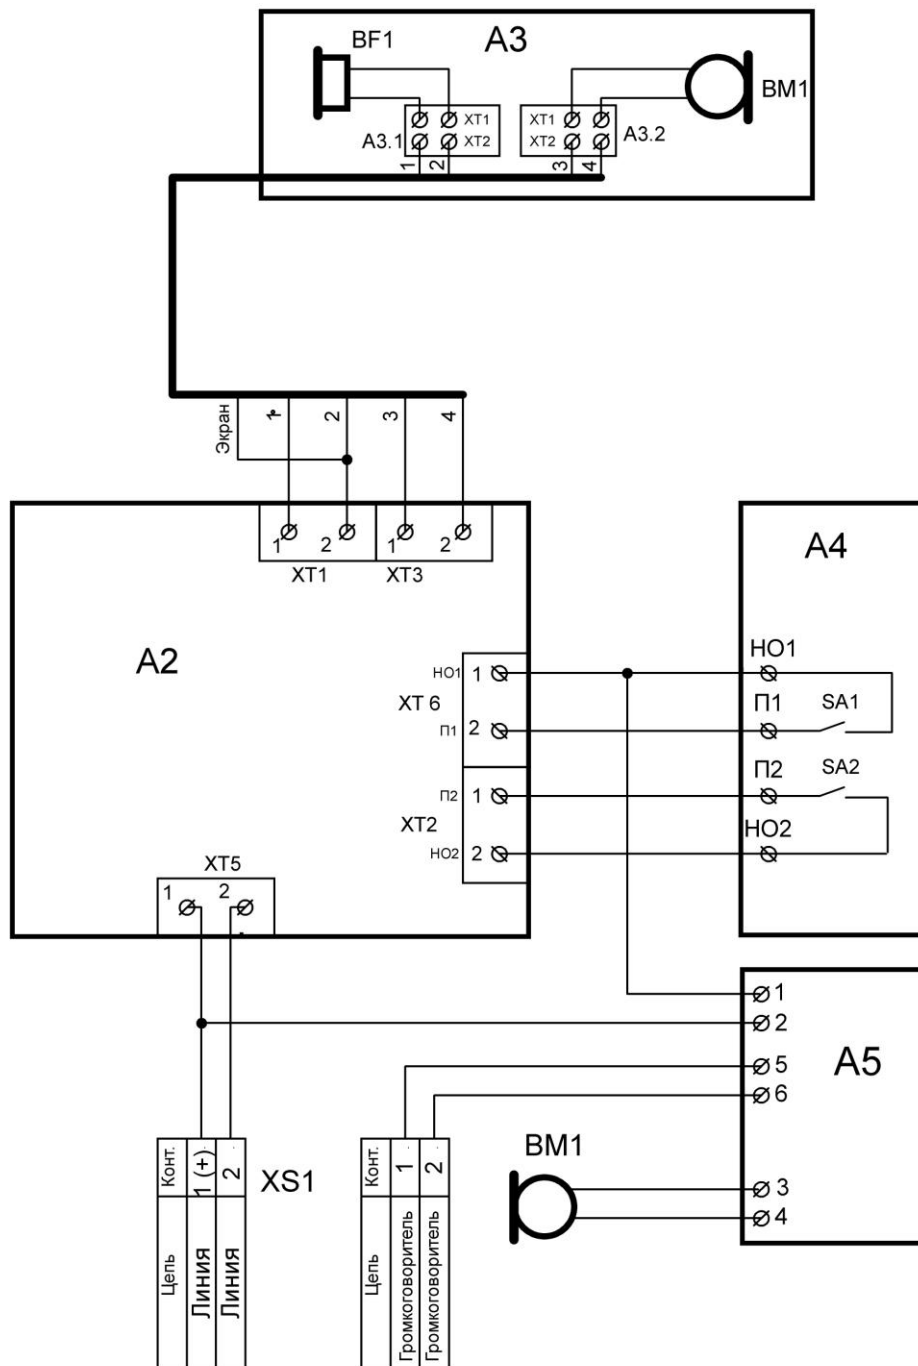 BF1
A3
BM1
A3.1
XT1
XT2
XT1
XT2
A3.2
1
2
3
4
Экран
1
2
3
4
1
2
1
2
XT1
XT3
A2
A4
НО1
1
НО1
XT 6
П1
2
П1
SA1
П2
1
П2
SA2
XT2
НО2
2
НО2
XT5
1
2
1
2
5
6
A5
3
4
BM1
XS1
Конт.
1 (+)
2
Цепь
Линия
Линия
Конт.
1
2
Цепь
Громкоговоритель
Громкоговоритель